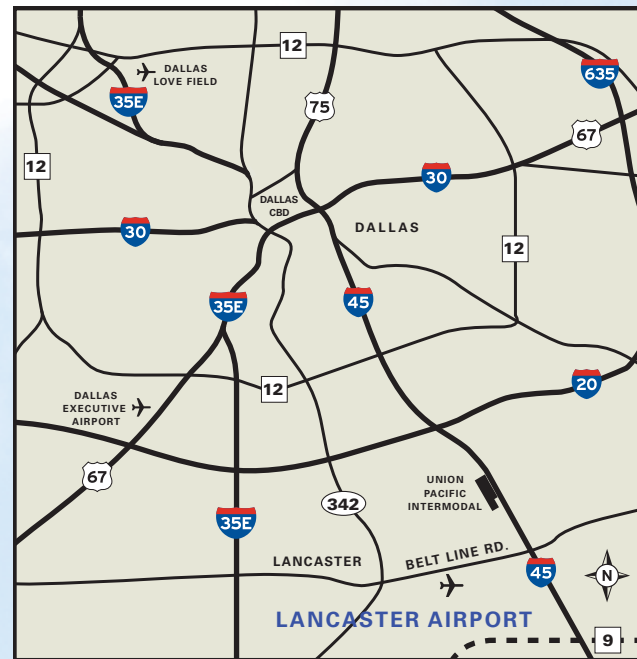 12
DALLAS
LOVE FIELD
635
35E
75
67
12
30
DALLAS
CBD
DALLAS
30
12
35E
45
20
12
DALLAS
EXECUTIVE
AIRPORT
67
UNION
PACIFIC
INTERMODAL
342
35E
BELT LINE RD.
LANCASTER
45
N
LANCASTER AIRPORT
9